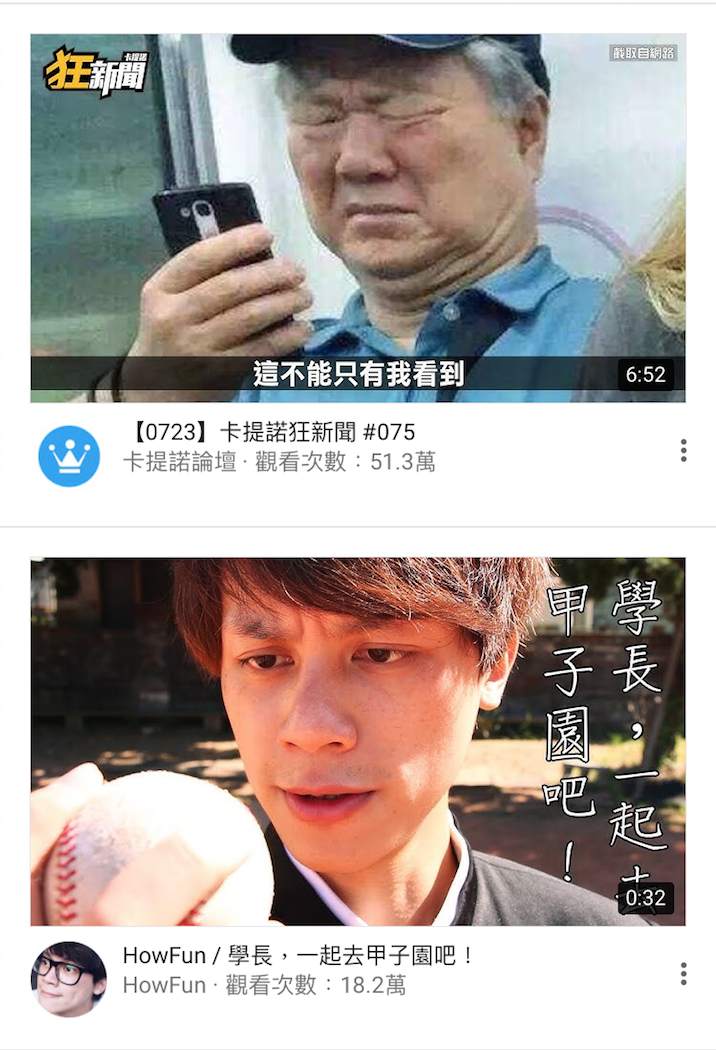 狂新聞
卡提諾
截取自網路
這不能只有我看到
6:52
【0723】卡提諾狂新聞 #075
卡提諾論壇 · 觀看次數：51.3萬
學長，一起去
甲子園吧！
0:32
HowFun / 學長，一起去甲子園吧！
HowFun · 觀看次數：18.2萬